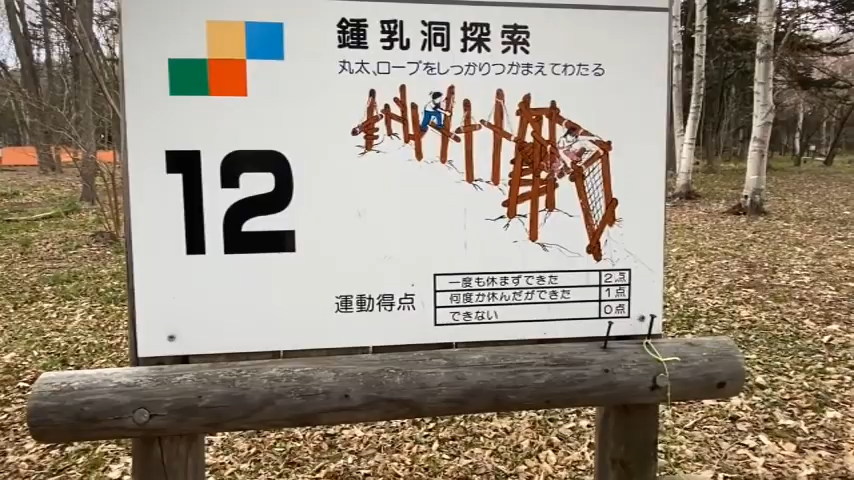 鍾乳洞探索
丸太、ロープをしっかりつかまえてわたる
12
運動得点
一度も休まずできた 2点
何度か休んだができた 1点
できない 0点